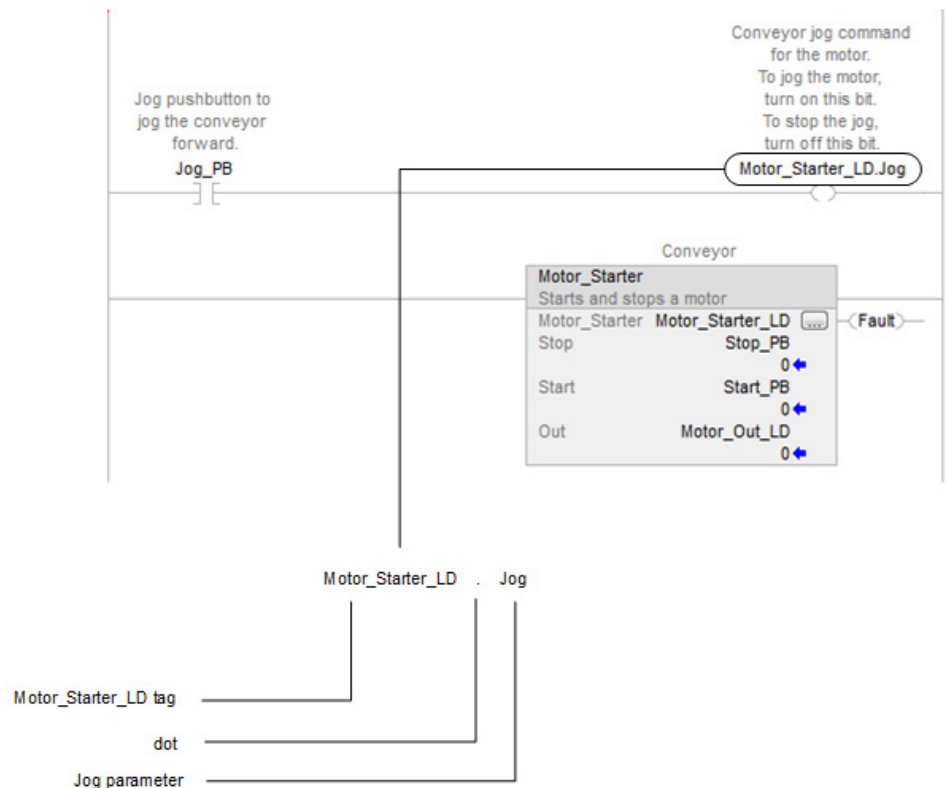 Conveyor jog command
for the motor.
To jog the motor,
turn on this bit.
To stop the jog,
turn off this bit.
Jog pushbutton to
jog the conveyor
forward.
Jog_PB
Motor_Starter_LD.Jog
Conveyor
Motor_Starter
Starts and stops a motor
Motor_Starter Motor_Starter_LD ...
Fault
Stop Stop_PB
0
Start Start_PB
0
Out Motor_Out_LD
0
Motor_Starter_LD . Jog
Motor_Starter_LD tag
dot
Jog parameter